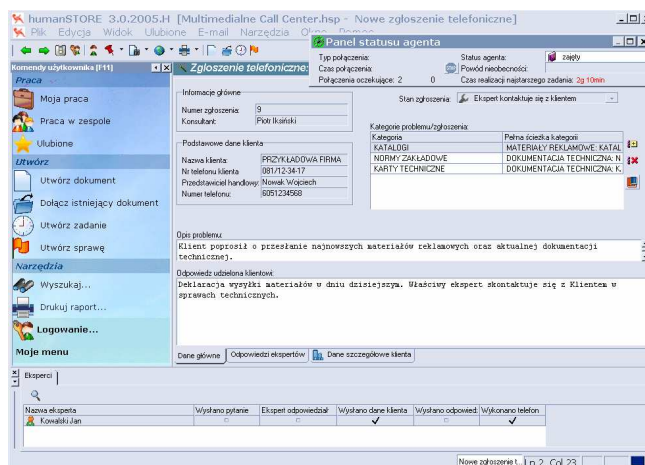 humanSTORE 3.0.2005.H [Multimedialne Call Center.hsp - Nowe zgłoszenie telefoniczne]
Plik Edycja Widok Ulubione E-mail Narzędzia Okno Pomoc
Panel statusu agenta
Typ połączenia: Status agenta: zajęty
Czas połączenia: Powód nieobecności:
Połączenia oczekujące: 2 0 Czas realizacji najstarszego zadania: 2g 10min
Komendy użytkownika [F11]
Praca
Moja praca
Praca w zespole
Ulubione
Utwórz
Utwórz dokument
Dołącz istniejący dokument
Utwórz zadanie
Utwórz sprawę
Narzędzia
Wyszukaj...
Drukuj raport...
Logowanie...
Moje menu
Zgłoszenie telefoniczne:
Informacje główne
Numer zgłoszenia: 9
Konsultant: Piotr Iksiński
Stan zgłoszenia: Ekspert kontaktuje się z klientem
Podstawowe dane klienta
Nazwa klienta: PRZYKŁADOWA FIRMA
Nr telefonu klienta 081/12-34-17
Przedstawiciel handlowy: Nowak Wojciech
Numer telefonu: 6051234568
Kategorie problemu/zgłoszenia:
Kategoria Pełna ścieżka kategorii
KATALOGI MATERIAŁY REKLAMOWE: KATAL
NORMY ZAKŁADOWE DOKUMENTACJA TECHNICZNA: N
KARTY TECHNICZNE DOKUMENTACJA TECHNICZNA: K
Opis problemu:
Klient poprosił o przesłanie najnowszych materiałów reklamowych oraz aktualnej dokumentacji
technicznej.
Odpowiedź udzielona klientowi:
Deklaracja wysyłki materiałów w dniu dzisiejszym. Właściwy ekspert skontaktuje się z Klientem w
sprawach technicznych.
Dane główne Odpowiedzi ekspertów Dane szczegółowe klienta
Eksperci
Nazwa eksperta Wysłano pytanie Ekspert odpowiedział Wysłano dane klienta Wysłano odpowied: Wykonano telefon
Kowalski Jan
Nowe zgłoszenie t... Ln 2, Col 23